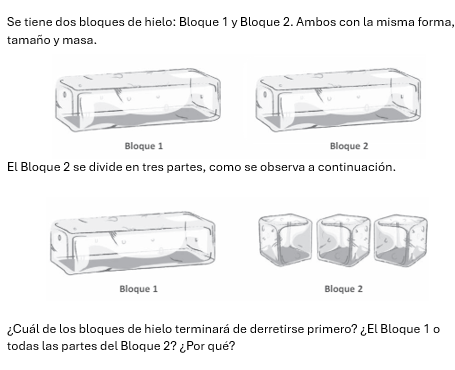 Se tiene dos bloques de hielo: Bloque 1 y Bloque 2. Ambos con la misma forma,
tamaño y masa.
Bloque 1
Bloque 2
El Bloque 2 se divide en tres partes, como se observa a continuación.
Bloque 1
Bloque 2
¿Cuál de los bloques de hielo terminará de derretirse primero? ¿El Bloque 1 o
todas las partes del Bloque 2? ¿Por qué?